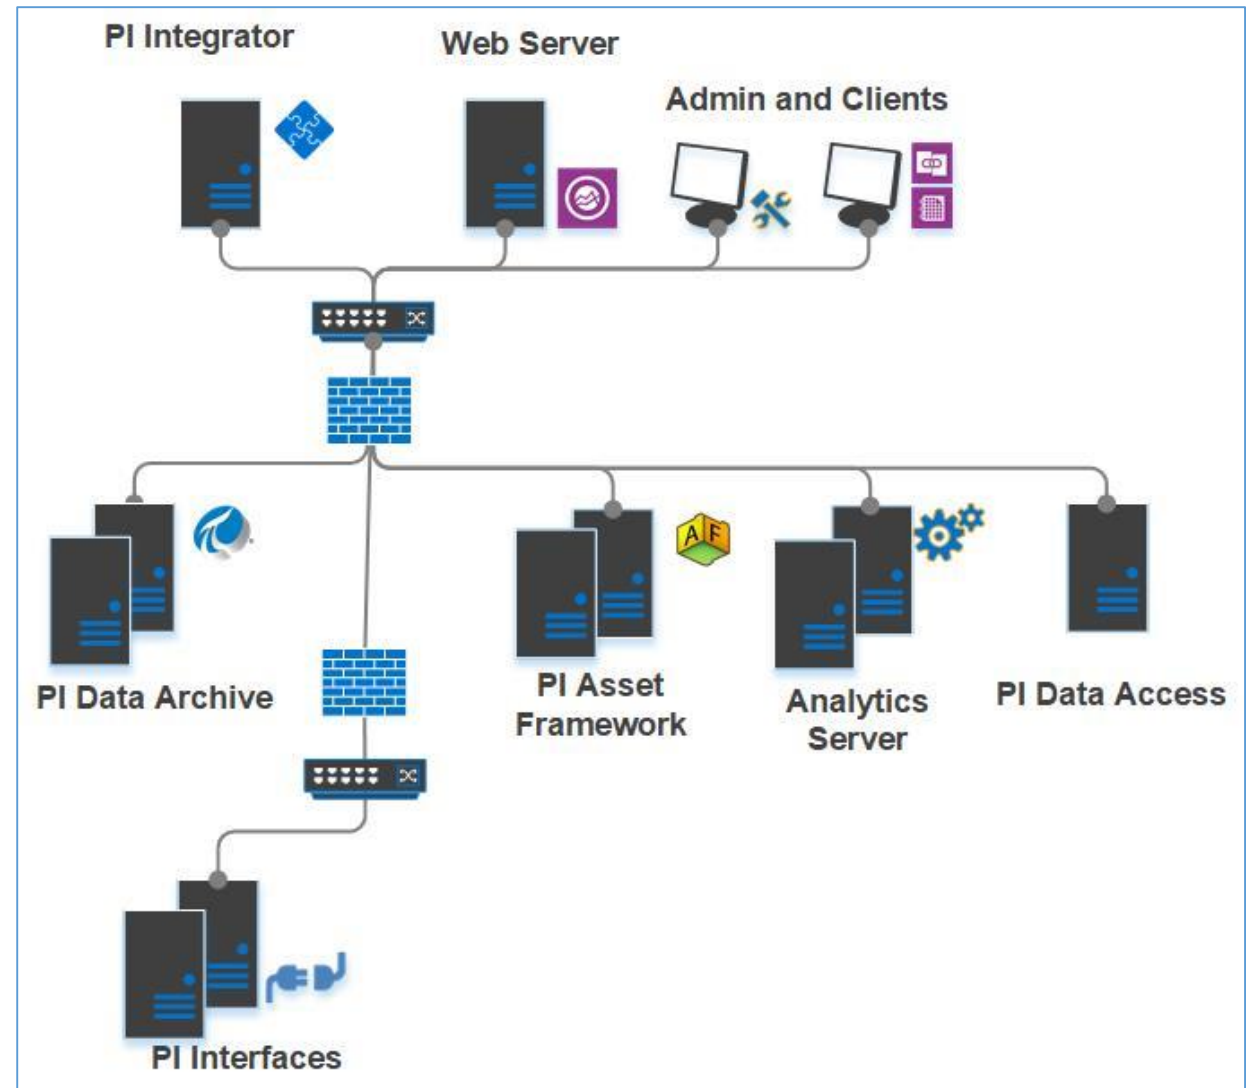 PI Integrator
Web Server
Admin and Clients
A F
PI Data Archive
PI Asset
Framework
Analytics
Server
PI Data Access
PI Interfaces